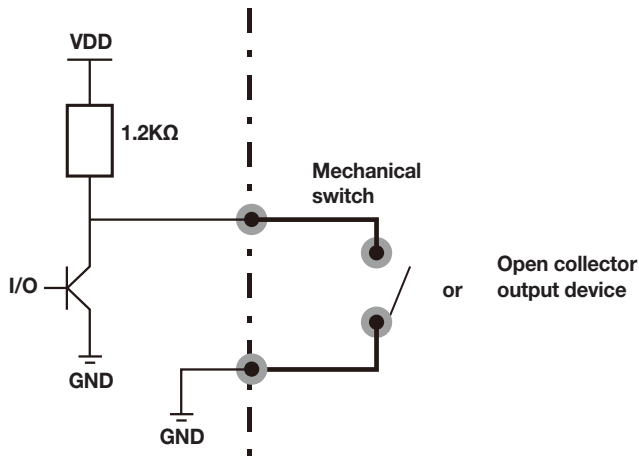 VDD
1.2KΩ
Mechanical
switch
I/O
or
Open collector
output device
GND
GND